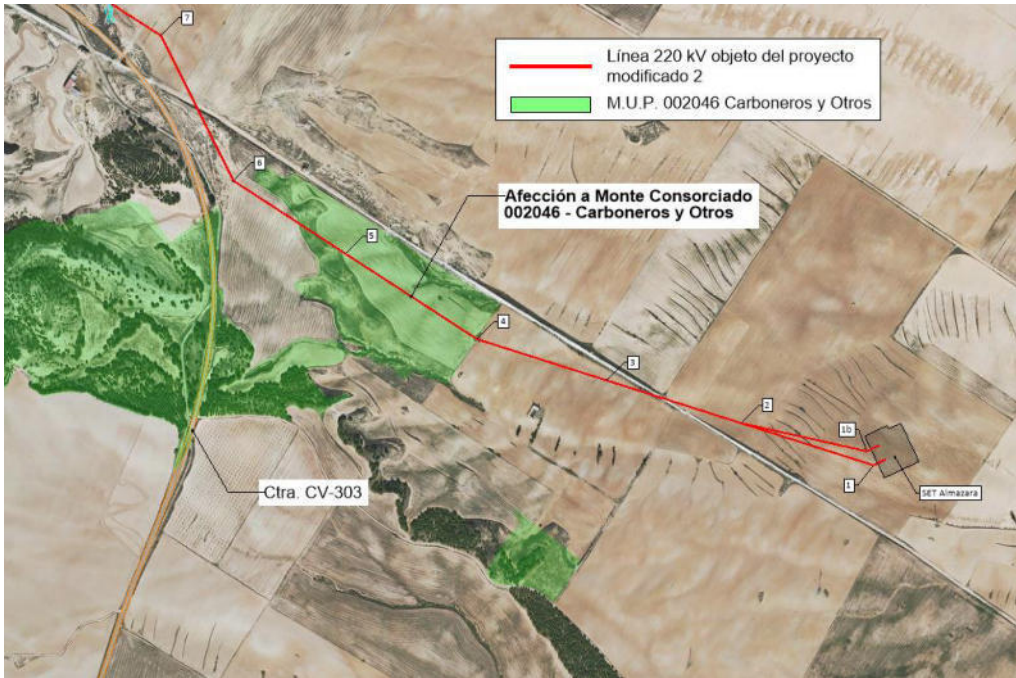 7
Línea 220 kV objeto del proyecto
modificado 2
M.U.P. 002046 Carboneros y Otros
6
Afección a Monte Consorciado
002046 - Carboneros y Otros
5
4
3
2
1b
1
SET Almazara
Ctra. CV-303